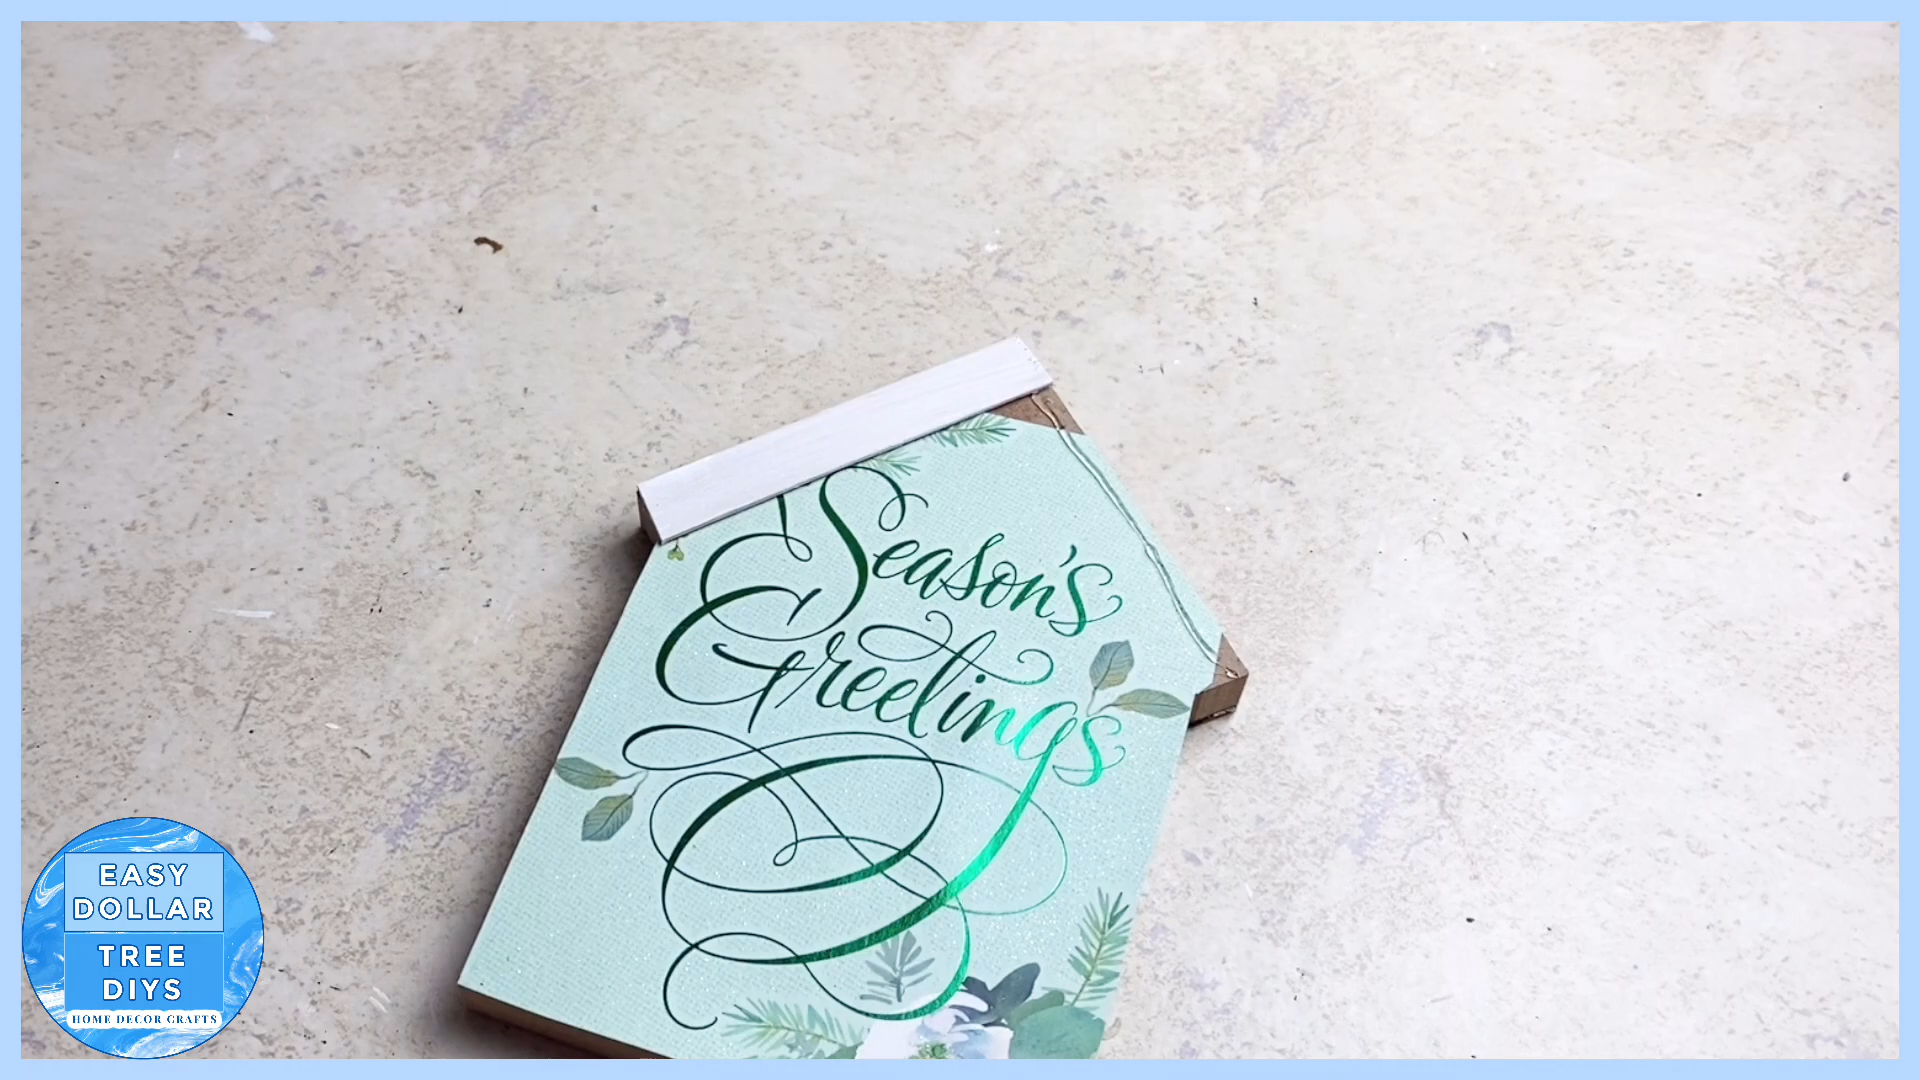 Season's
Greetings
EASY
DOLLAR
TREE
DIYS
HOME DECOR CRAFTS